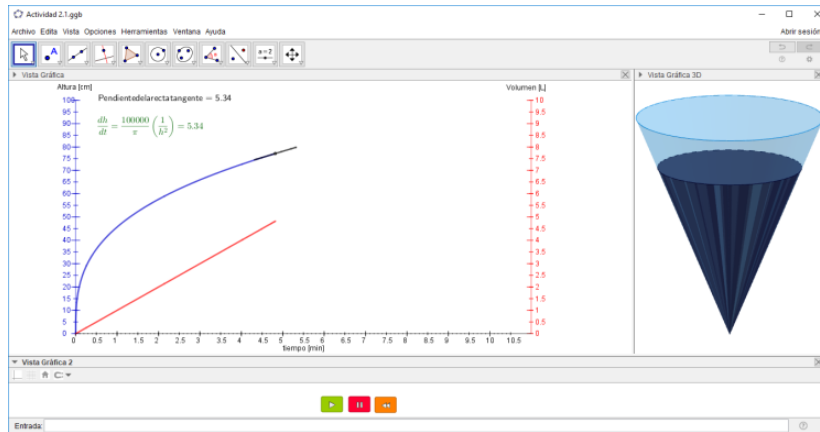 Actividad 2.1.ggb
Archivo Edita Vista Opciones Herramientas Ventana Ayuda
Abrir sesión
A
a=2
Vista Gráfica
Vista Gráfica 3D
Altura [cm]
Volumen [L]
Pendientedelarectatangente = 5.34
dh/dt = 100000/π (1/h²) = 5.34
100
95
90
85
80
75
70
65
60
55
50
45
40
35
30
25
20
15
10
5
0
10
9.5
9
8.5
8
7.5
7
6.5
6
5.5
5
4.5
4
3.5
3
2.5
2
1.5
1
0.5
0
0 0.5 1 1.5 2 2.5 3 3.5 4 4.5 5 5.5 6 6.5 7 7.5 8 8.5 9 9.5 10 10.5
tiempo [min]
Vista Gráfica 2
Entrada: